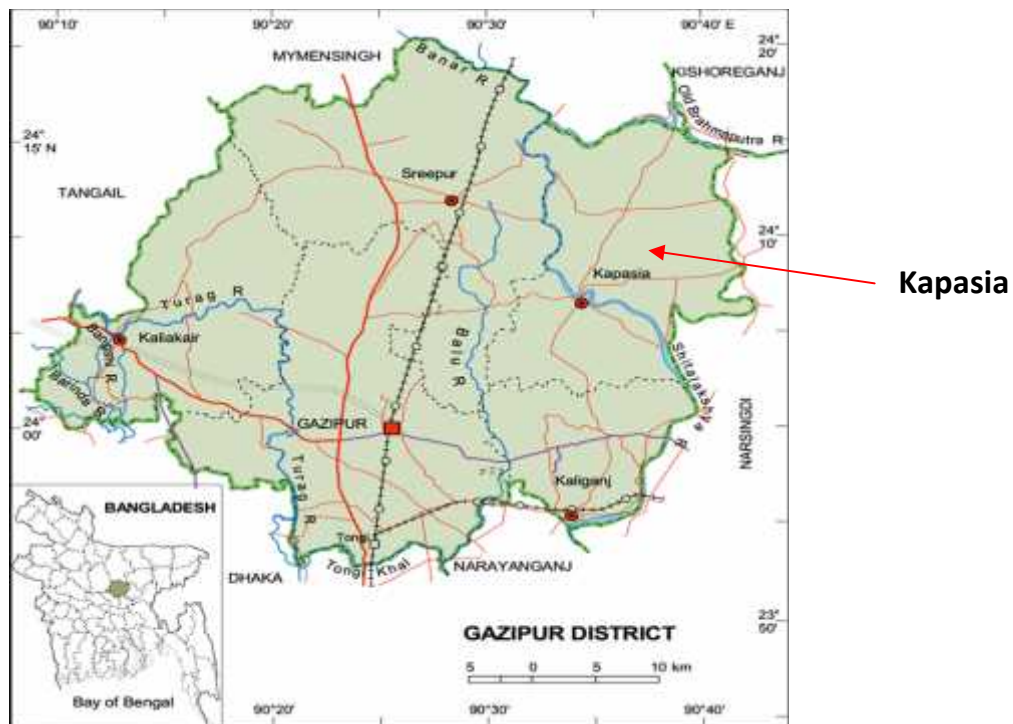 90°10' 90°20' 90°30' 90°40' E
24°
20'
MYMENSINGH
Banar R
KISHOREGANJ
Old Brahmaputra R
24°
15' N
TANGAIL
Sreepur
24°
10'
Kapasia
Kapasia
Turag R
Kaliakair
Bangshi R
Barinda R
Balu R
Shitalakshya R
24°
00'
GAZIPUR
NARSINGDI
Turag R
Kaliganj
Tongi
Tongi Khal
DHAKA
NARAYANGANJ
BANGLADESH
Bay of Bengal
23°
50'
GAZIPUR DISTRICT
5 0 5 10 km
90°20' 90°30' 90°40'